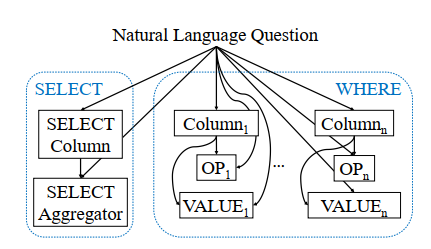 Natural Language Question
SELECT
WHERE
SELECT
Column
Column₁
Columnₙ
OP₁
...
OPₙ
SELECT
Aggregator
VALUE₁
VALUEₙ